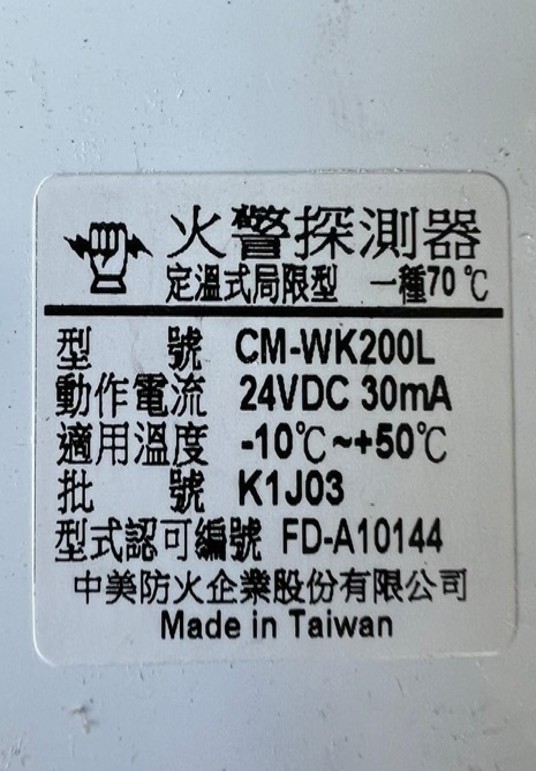 火警探測器
定溫式局限型 一種70℃
型 號 CM-WK200L
動作電流 24VDC 30mA
適用溫度 -10℃~+50℃
批 號 K1J03
型式認可編號 FD-A10144
中美防火企業股份有限公司
Made in Taiwan